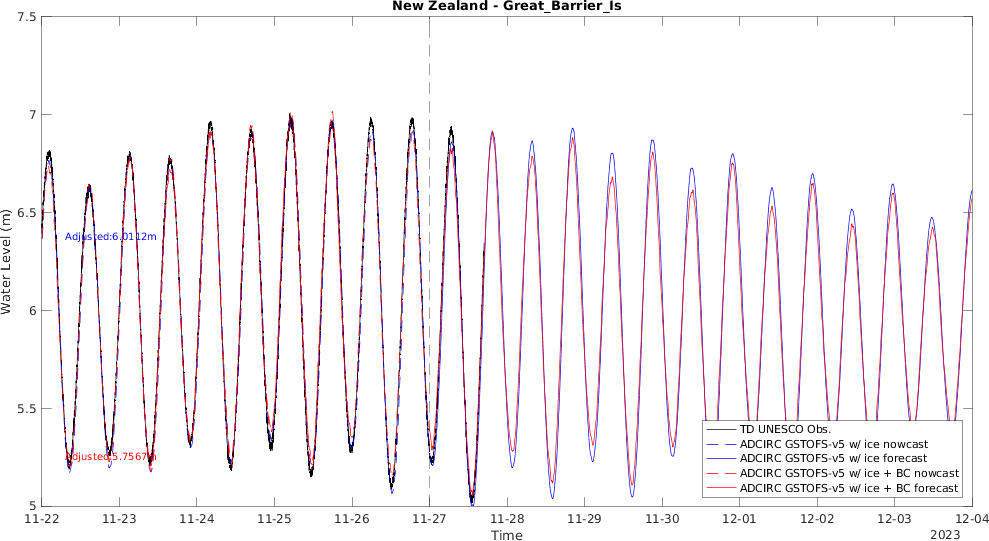 New Zealand - Great_Barrier_Is
7.5
7
6.5
6
5.5
5
Water Level (m)
Adjusted:6.0112m
Adjusted:5.7567m
TD UNESCO Obs.
ADCIRC GSTOFS-v5 w/ ice nowcast
ADCIRC GSTOFS-v5 w/ ice forecast
ADCIRC GSTOFS-v5 w/ ice + BC nowcast
ADCIRC GSTOFS-v5 w/ ice + BC forecast
11-22 11-23 11-24 11-25 11-26 11-27 11-28 11-29 11-30 12-01 12-02 12-03 12-04
Time
2023